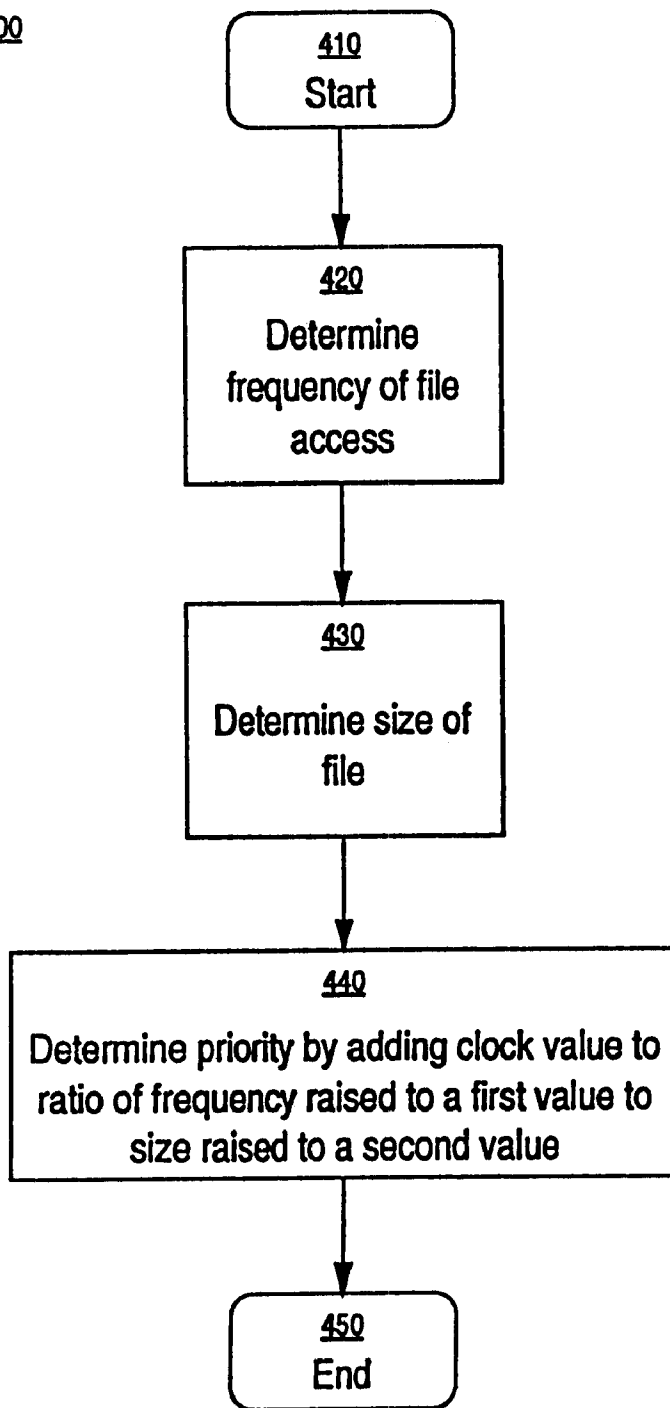 00
410
Start
420
Determine
frequency of file
access
430
Determine size of
file
440
Determine priority by adding clock value to
ratio of frequency raised to a first value to
size raised to a second value
450
End